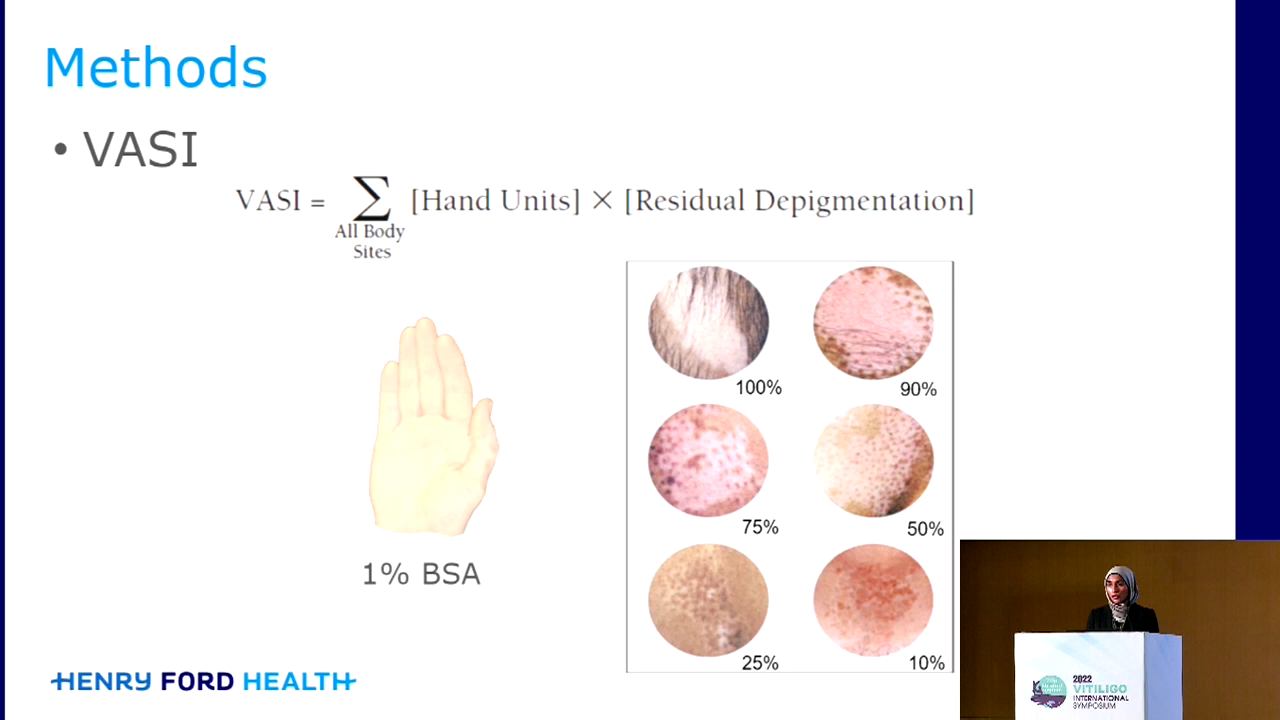 Methods
• VASI
VASI = ∑ [Hand Units] × [Residual Depigmentation]
All Body
Sites
100%
90%
75%
50%
1% BSA
25%
10%
HENRY FORD HEALTH
2022
VITILIGO
INTERNATIONAL
SYMPOSIUM